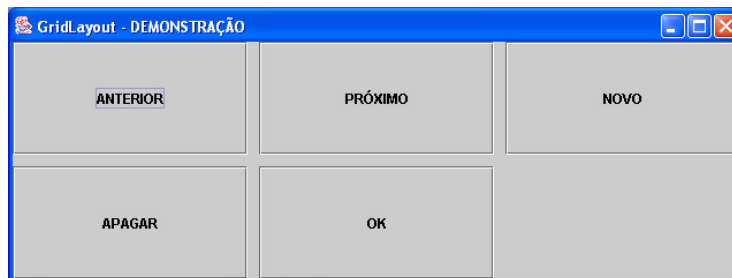 GridLayout - DEMONSTRAÇÃO
ANTERIOR PRÓXIMO NOVO
APAGAR OK